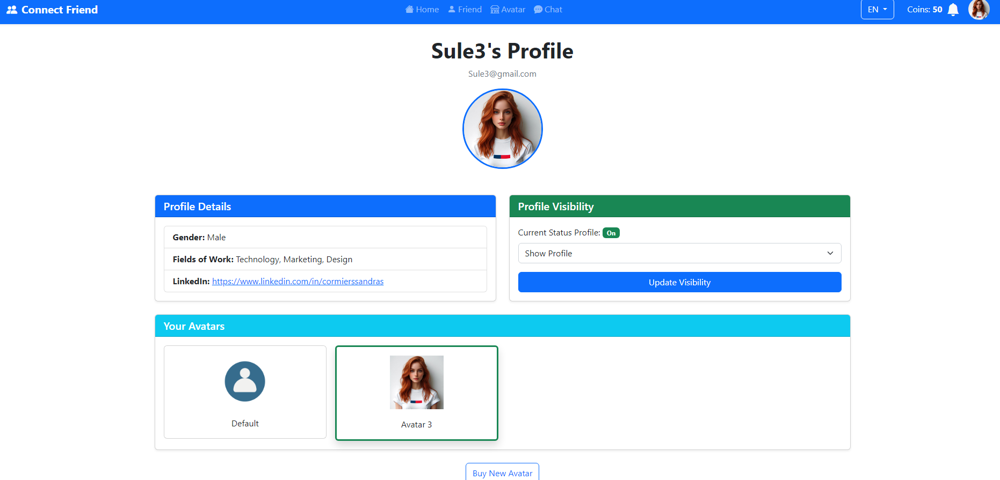 Connect Friend
Home Friend Avatar Chat
EN
Coins: 50
Sule3's Profile
Sule3@gmail.com
Profile Details
Gender: Male
Fields of Work: Technology, Marketing, Design
LinkedIn: https://www.linkedin.com/in/cormierssandras
Profile Visibility
Current Status Profile: On
Show Profile
Update Visibility
Your Avatars
Default
Avatar 3
Buy New Avatar